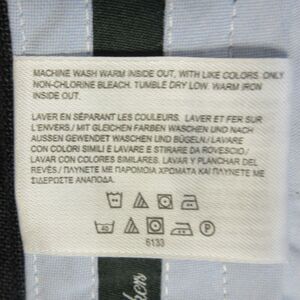 MACHINE WASH WARM INSIDE OUT, WITH LIKE COLORS. ONLY
NON-CHLORINE BLEACH. TUMBLE DRY LOW. WARM IRON
INSIDE OUT.
LAVER EN SÉPARANT LES COULEURS. LAVER ET FER SUR
L'ENVERS / MIT GLEICHEN FARBEN WASCHEN UND NACH
AUSSEN GEWENDET WASCHEN UND BÜGELN / LAVARE
CON COLORI SIMILI E LAVARE E STIRARE DA ROVESCIO /
LAVAR CON COLORES SIMILARES. LAVAR Y PLANCHAR DEL
REVÉS / ΠΛΥΝΕΤΕ ΜΕ ΠΑΡΟΜΟΙΑ ΧΡΩΜΑΤΑ ΚΑΙ ΠΛΥΝΕΤΕ ΜΕ
ΣΙΔΕΡΩΣΤΕ ΑΝΑΠΟΔΑ.
40 P
6133